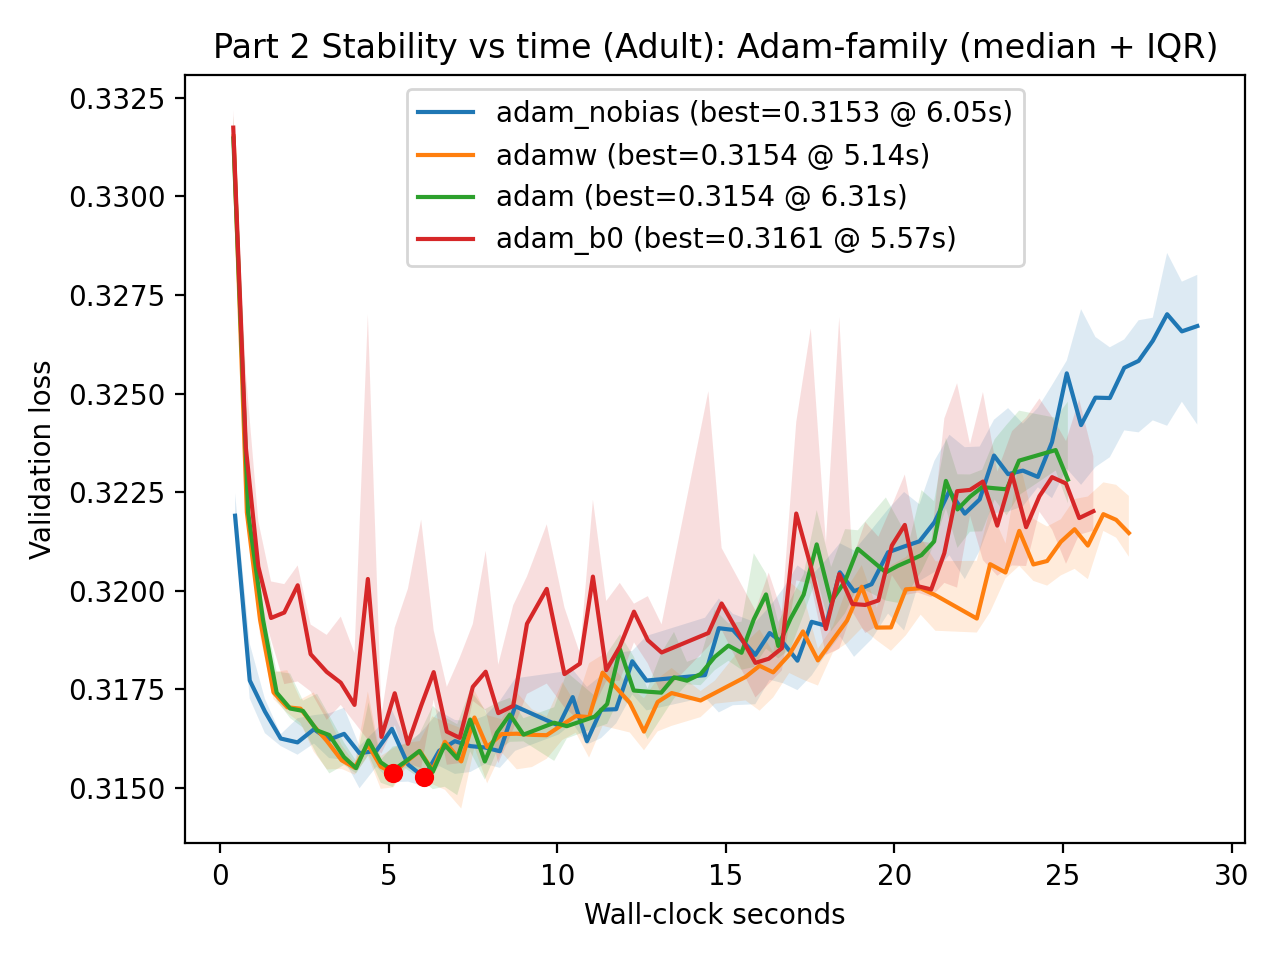 Part 2 Stability vs time (Adult): Adam-family (median + IQR)
adam_nobias (best=0.3153 @ 6.05s)
adamw (best=0.3154 @ 5.14s)
adam (best=0.3154 @ 6.31s)
adam_b0 (best=0.3161 @ 5.57s)
Validation loss
0.3325
0.3300
0.3275
0.3250
0.3225
0.3200
0.3175
0.3150
0 5 10 15 20 25 30
Wall-clock seconds